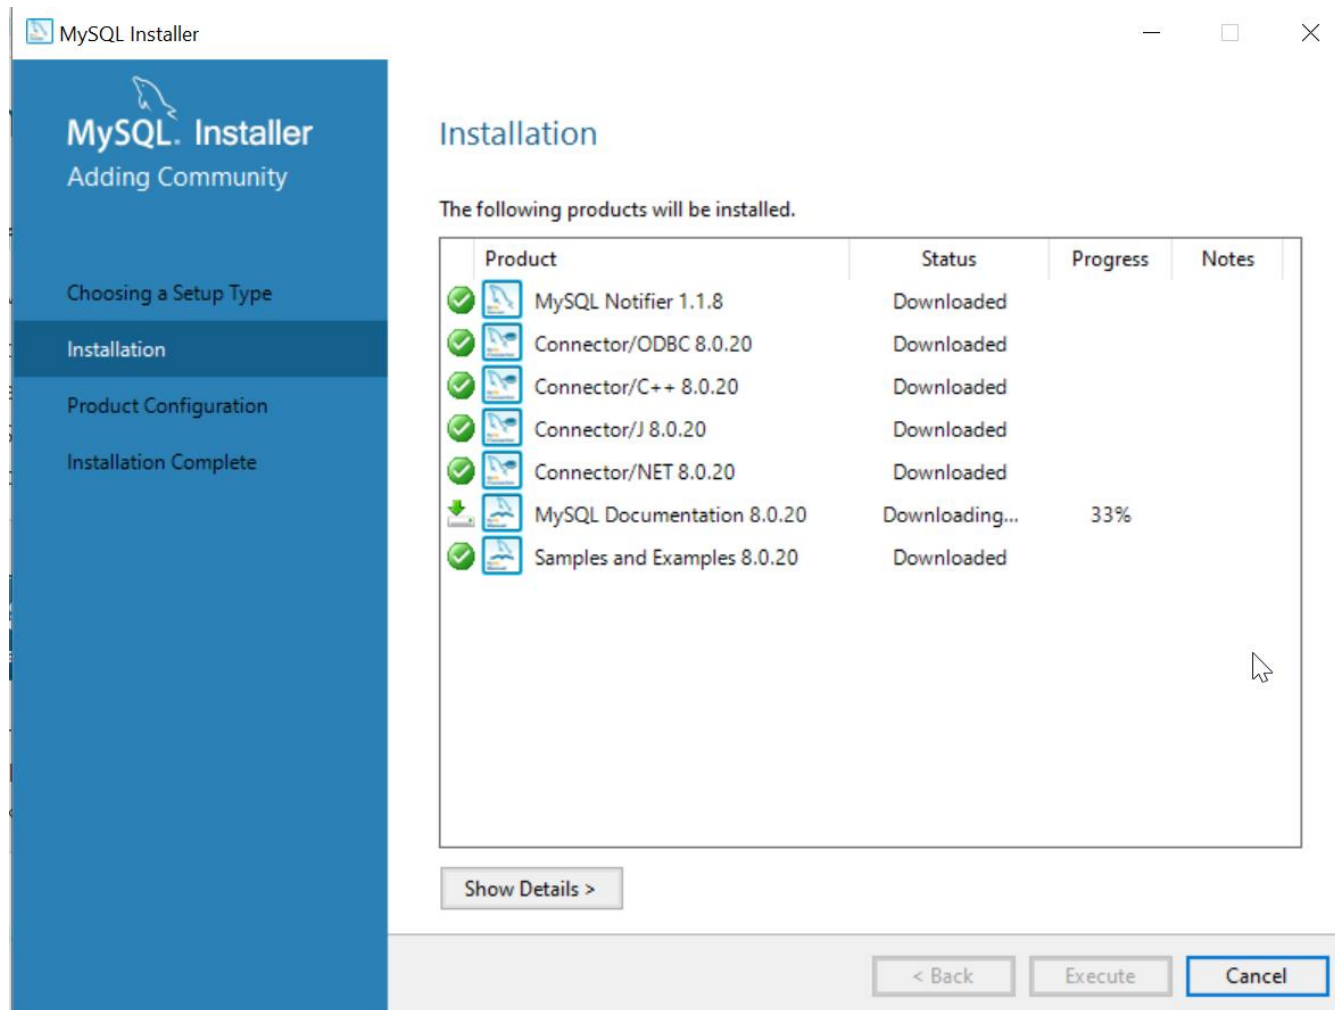 MySQL Installer
MySQL. Installer
Adding Community
Choosing a Setup Type
Installation
Product Configuration
Installation Complete
Installation
The following products will be installed.
Product Status Progress Notes
MySQL Notifier 1.1.8 Downloaded
Connector/ODBC 8.0.20 Downloaded
Connector/C++ 8.0.20 Downloaded
Connector/J 8.0.20 Downloaded
Connector/NET 8.0.20 Downloaded
MySQL Documentation 8.0.20 Downloading... 33%
Samples and Examples 8.0.20 Downloaded
Show Details >
< Back Execute Cancel